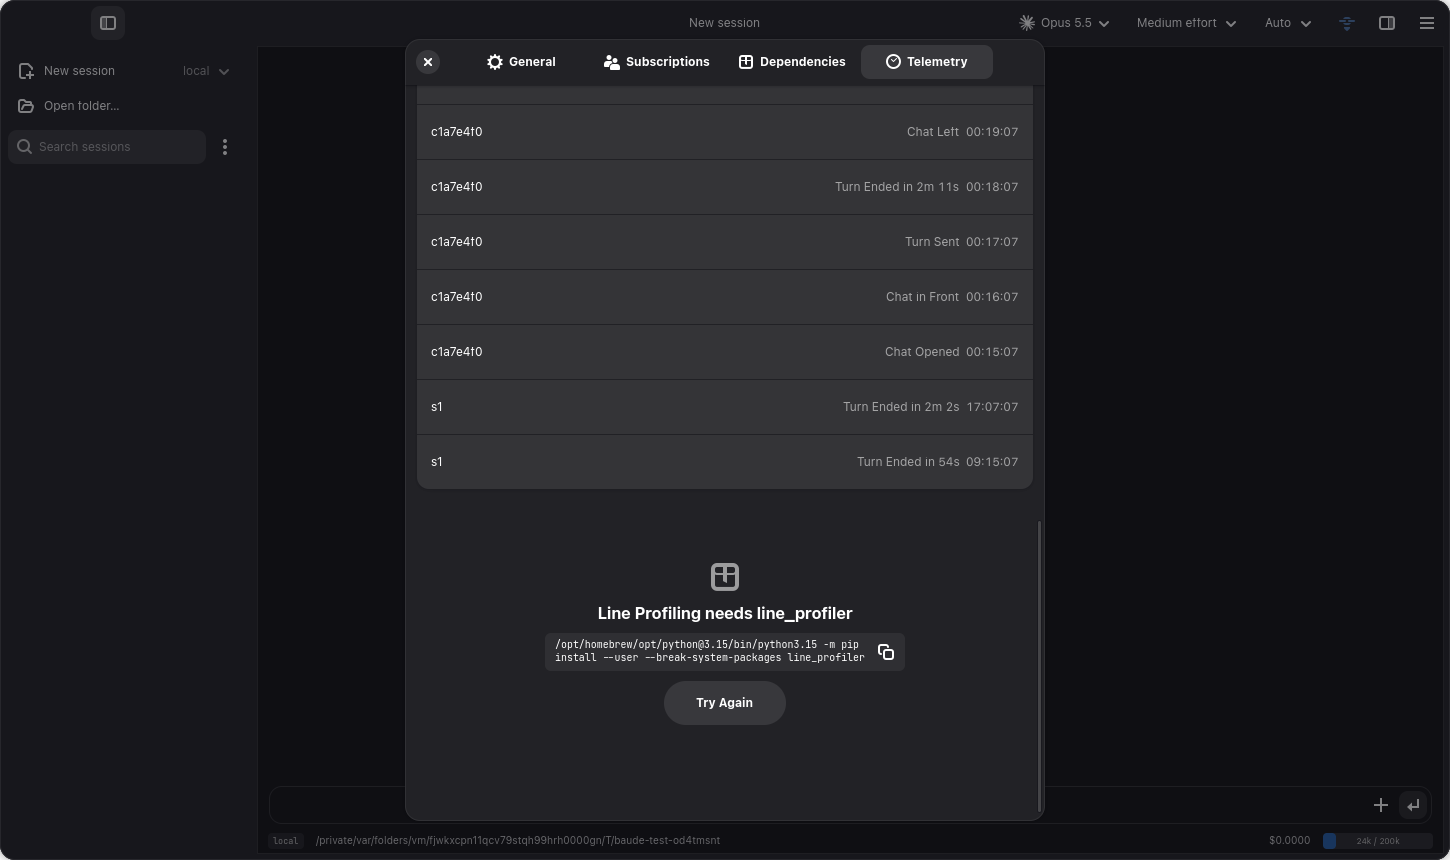 New session
Opus 5.5
Medium effort
Auto
New session
local
Open folder...
Search sessions
General
Subscriptions
Dependencies
Telemetry
c1a7e4f0 Chat Left 00:19:07
c1a7e4f0 Turn Ended in 2m 11s 00:18:07
c1a7e4f0 Turn Sent 00:17:07
c1a7e4f0 Chat in Front 00:16:07
c1a7e4f0 Chat Opened 00:15:07
s1 Turn Ended in 2m 2s 17:07:07
s1 Turn Ended in 54s 09:15:07
Line Profiling needs line_profiler
/opt/homebrew/opt/python@3.15/bin/python3.15 -m pip
install --user --break-system-packages line_profiler
Try Again
local
/private/var/folders/vm/fjwkxcpn11qcv79stqh99hrh0000gn/T/baude-test-od4tmsnt
$0.0000
24k / 200k